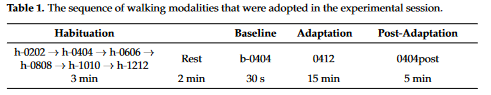 Table 1. The sequence of walking modalities that were adopted in the experimental session.
Habituation Baseline Adaptation Post-Adaptation
h-0202 → h-0404 → h-0606 →
h-0808 → h-1010 → h-1212 Rest b-0404 0412 0404post
3 min 2 min 30 s 15 min 5 min